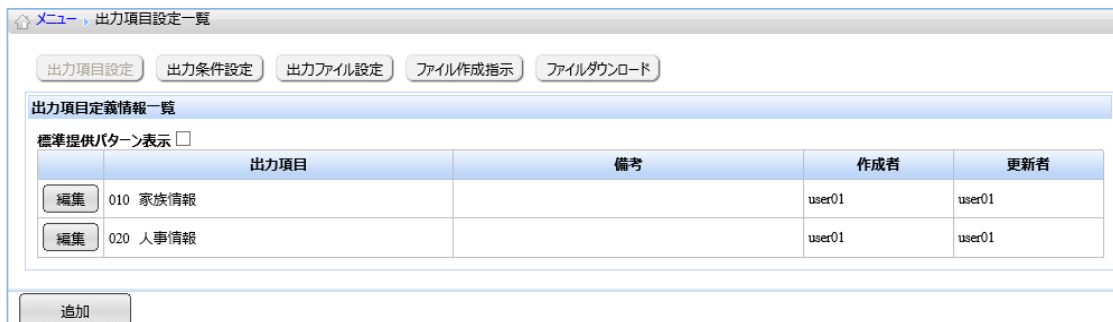 メニュー 出力項目設定一覧
出力項目設定 出力条件設定 出力ファイル設定 ファイル作成指示 ファイルダウンロード
出力項目定義情報一覧
標準提供パターン表示
出力項目 備考 作成者 更新者
編集 010 家族情報 user01 user01
編集 020 人事情報 user01 user01
追加